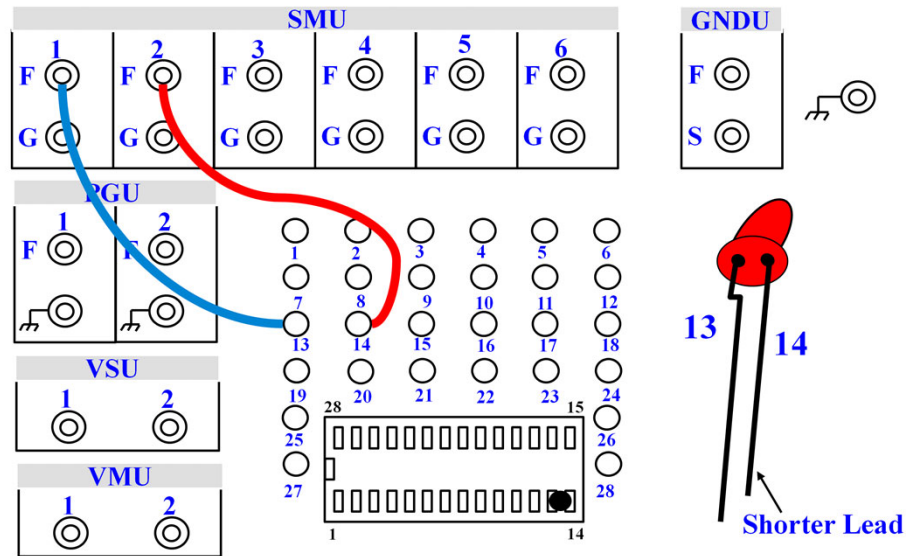 SMU
1 2 3 4 5 6
F F F F F F
G G G G G G
GNDU
F
S
PGU
1 2
F F
VSU
1 2
VMU
1 2
1 2 3 4 5 6
7 8 9 10 11 12
13 14 15 16 17 18
19 20 21 22 23 24
25 26
27 28
28 15
1 14
13 14
Shorter Lead